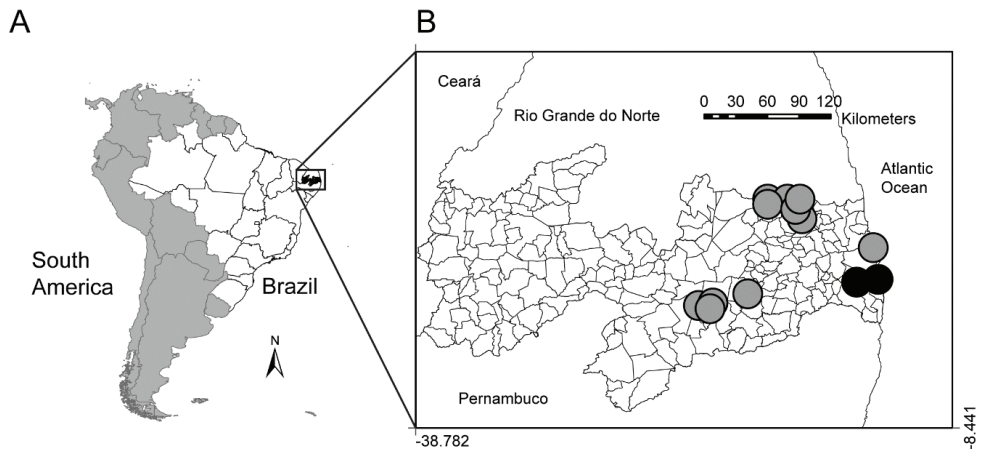 A
B
Ceará
Rio Grande do Norte
0 30 60 90 120
Kilometers
Atlantic
Ocean
South
America
Brazil
N
Pernambuco
-38.782
-8.441